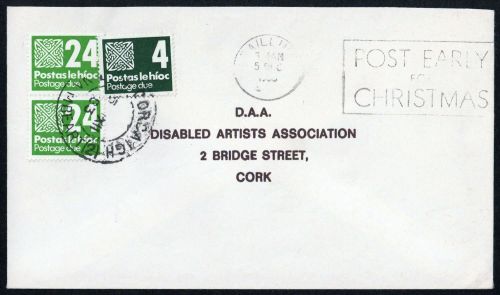 24
Postas le híoc
Postage due
4
Postas le híoc
Postage due
24
Postas le híoc
Postage due
POST EARLY
FOR
CHRISTMAS
D.A.A.
DISABLED ARTISTS ASSOCIATION
2 BRIDGE STREET,
CORK